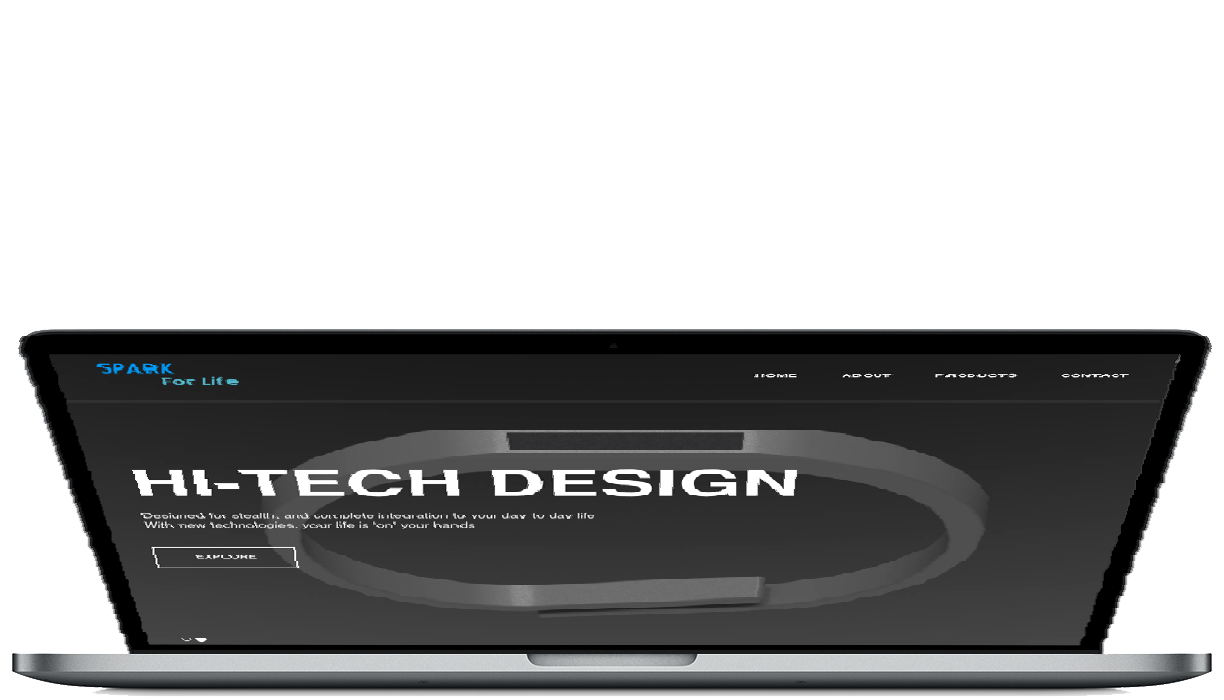 SPARK
For Life
HOME ABOUT PRODUCTS CONTACT
HI-TECH DESIGN
"Designed for stealth, and complete integration to your day to day life
With new technologies, your life is "on" your hands
EXPLORE